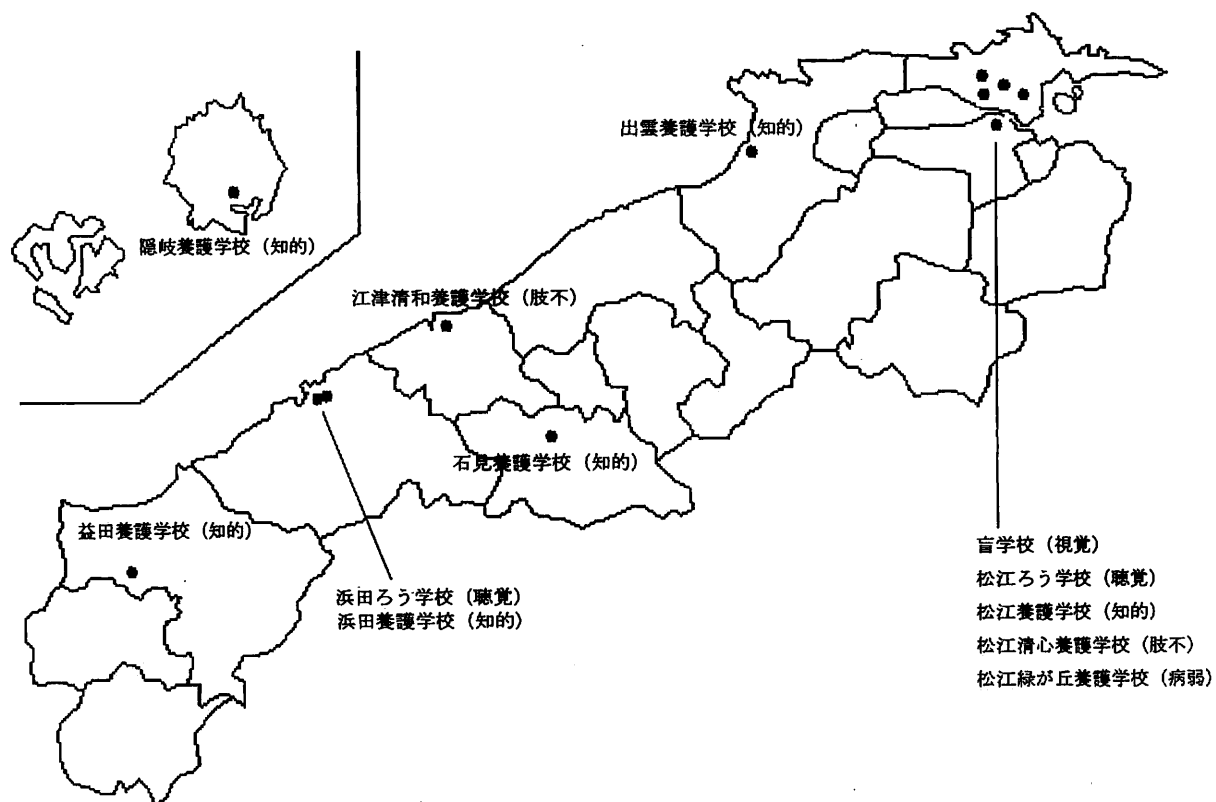 出雲養護学校（知的）
隠岐養護学校（知的）
江津清和養護学校（肢不）
石見養護学校（知的）
益田養護学校（知的）
浜田ろう学校（聴覚）
浜田養護学校（知的）
盲学校（視覚）
松江ろう学校（聴覚）
松江養護学校（知的）
松江清心養護学校（肢不）
松江緑が丘養護学校（病弱）